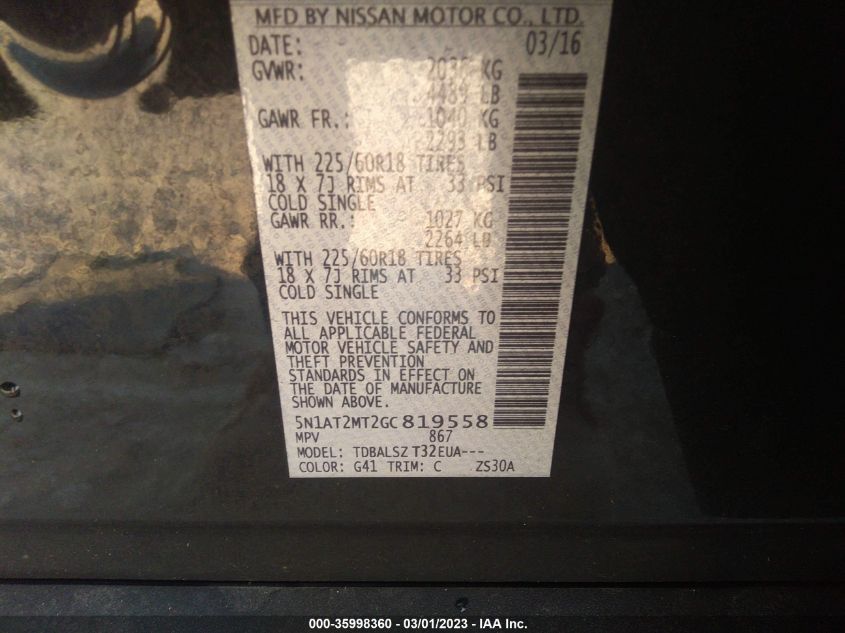 MFD BY NISSAN MOTOR CO., LTD.
DATE: 03/16
GVWR: KG
4489 LB
GAWR FR.: 1040 KG
2293 LB
WITH 225/60R18 TIRES
18 X 7J RIMS AT 33 PSI
COLD SINGLE
GAWR RR.: 1027 KG
2264 LB
WITH 225/60R18 TIRES
18 X 7J RIMS AT 33 PSI
COLD SINGLE
THIS VEHICLE CONFORMS TO
ALL APPLICABLE FEDERAL
MOTOR VEHICLE SAFETY AND
THEFT PREVENTION
STANDARDS IN EFFECT ON
THE DATE OF MANUFACTURE
SHOWN ABOVE.
5N1AT2MT2GC819558
MPV 867
MODEL: TDBALSZ T32EUA---
COLOR: G41 TRIM: C ZS30A
000-35998360 - 03/01/2023 - IAA Inc.